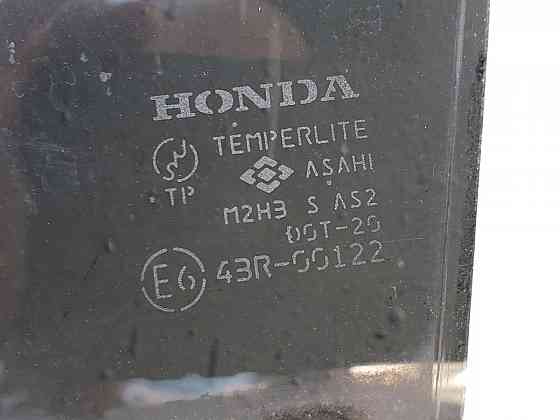 HONDA
TEMPERLITE
ASAHI
TP
M2H3 S AS2
DOT-20
E6 43R-00122